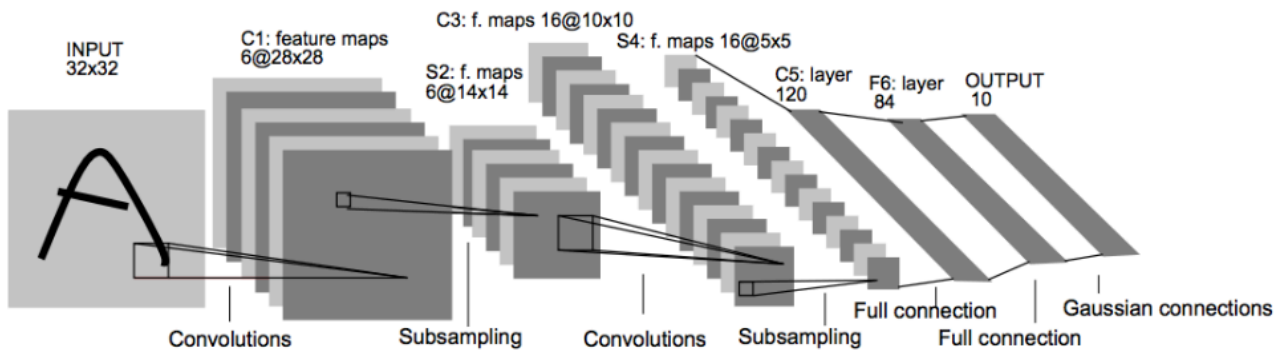 INPUT
32x32
C1: feature maps
6@28x28
S2: f. maps
6@14x14
C3: f. maps 16@10x10
S4: f. maps 16@5x5
C5: layer
120
F6: layer
84
OUTPUT
10
Convolutions
Subsampling
Convolutions
Subsampling
Full connection
Full connection
Gaussian connections